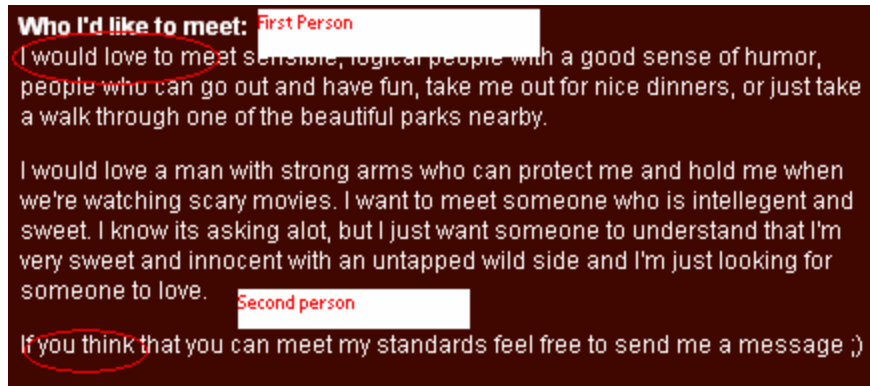 Who I'd like to meet: First Person
I would love to meet sensible, logical people with a good sense of humor,
people who can go out and have fun, take me out for nice dinners, or just take
a walk through one of the beautiful parks nearby.
I would love a man with strong arms who can protect me and hold me when
we're watching scary movies. I want to meet someone who is intellegent and
sweet. I know its asking alot, but I just want someone to understand that I'm
very sweet and innocent with an untapped wild side and I'm just looking for
someone to love.
Second person
If you think that you can meet my standards feel free to send me a message ;)